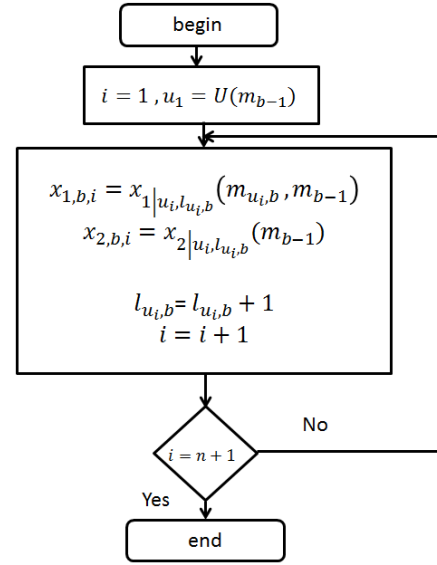 begin
i = 1 , u₁ = U(m_{b−1})
x_{1,b,i} = x_{1|u_i,l_{u_i,b}}(m_{u_i,b}, m_{b−1})
x_{2,b,i} = x_{2|u_i,l_{u_i,b}}(m_{b−1})
l_{u_i,b}= l_{u_i,b} + 1
i = i + 1
i = n + 1
No
Yes
end